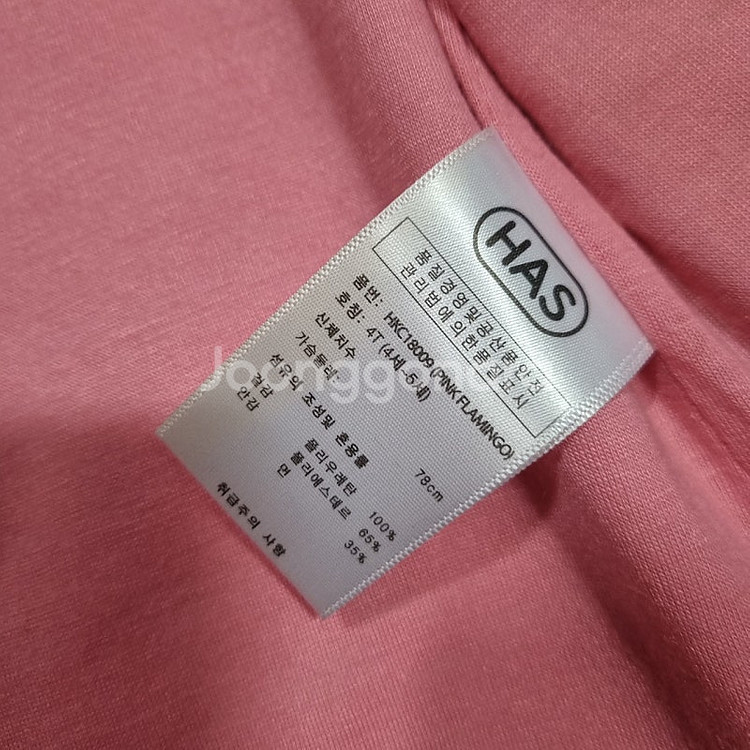 HAS
품질경영및공산품안전
관리법에 의한품질표시
품번: HKC18009 (PINK FLAMINGO)
호칭: 4T (4세-5세)
신체치수
가슴둘레 78cm
섬유의 조성및 혼용률
겉감 폴리우레탄 100%
안감 폴리에스테르 65%
면 35%
취급주의 사항